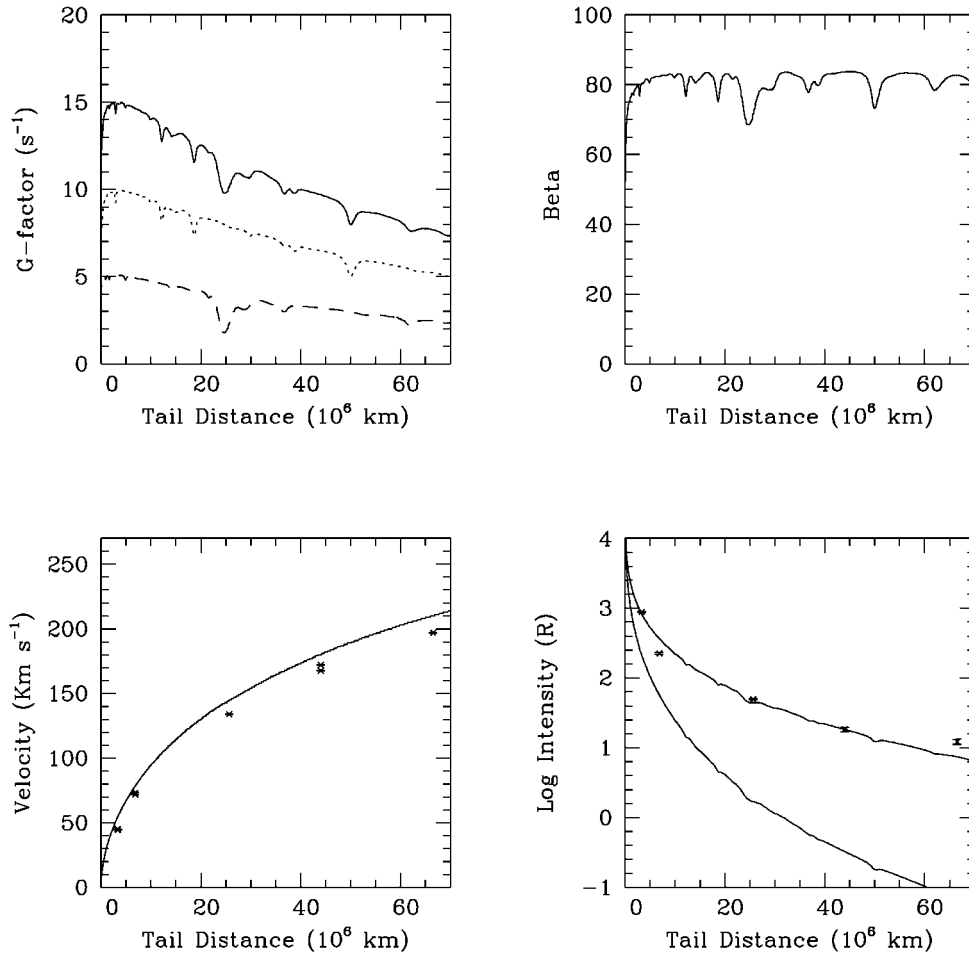 20
15
10
5
0
G-factor (s⁻¹)
0 20 40 60
Tail Distance (10⁶ km)
100
80
60
40
20
0
Beta
0 20 40 60
Tail Distance (10⁶ km)
250
200
150
100
50
0
Velocity (Km s⁻¹)
0 20 40 60
Tail Distance (10⁶ km)
4
3
2
1
0
−1
Log Intensity (R)
0 20 40 60
Tail Distance (10⁶ km)